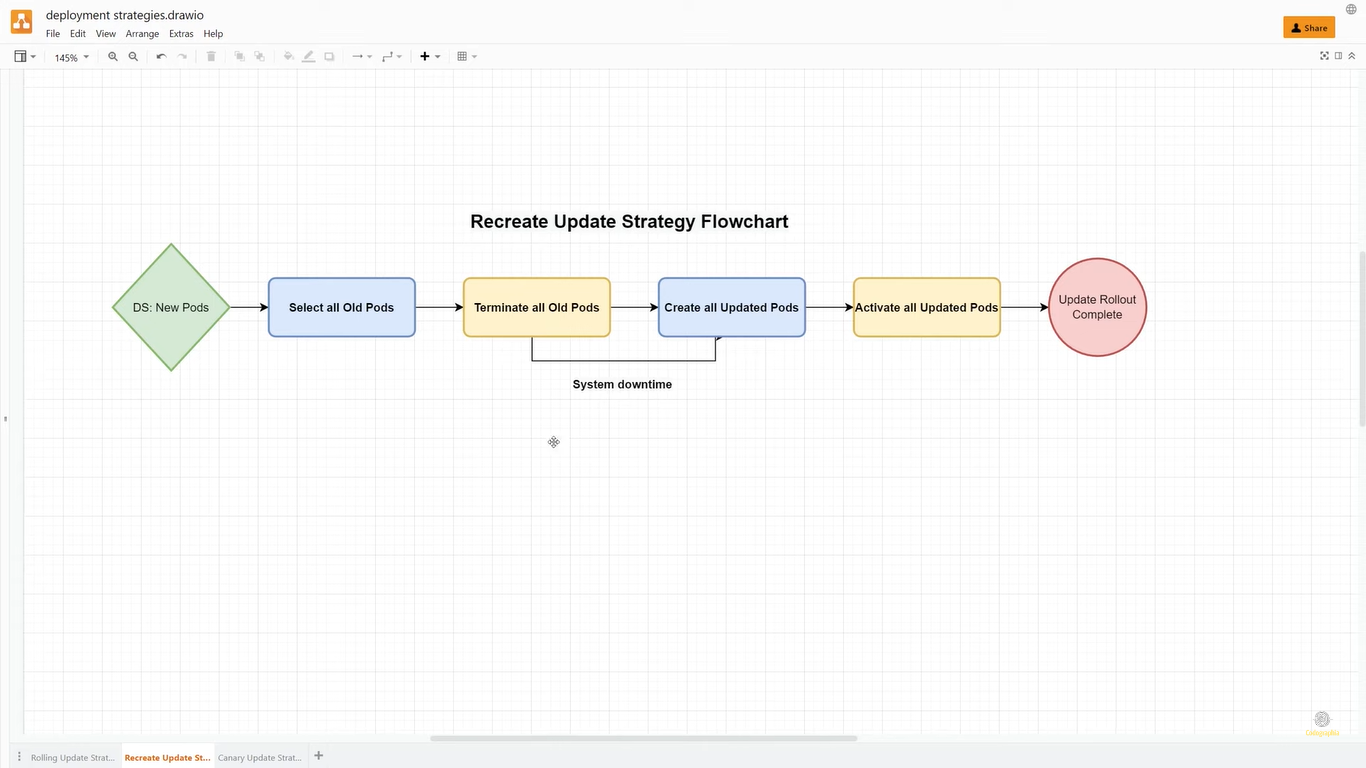 deployment strategies.drawio
File Edit View Arrange Extras Help
Share
145%
Recreate Update Strategy Flowchart
DS: New Pods
Select all Old Pods
Terminate all Old Pods
Create all Updated Pods
Activate all Updated Pods
Update Rollout
Complete
System downtime
Rolling Update Strat... Recreate Update St... Canary Update Strat...